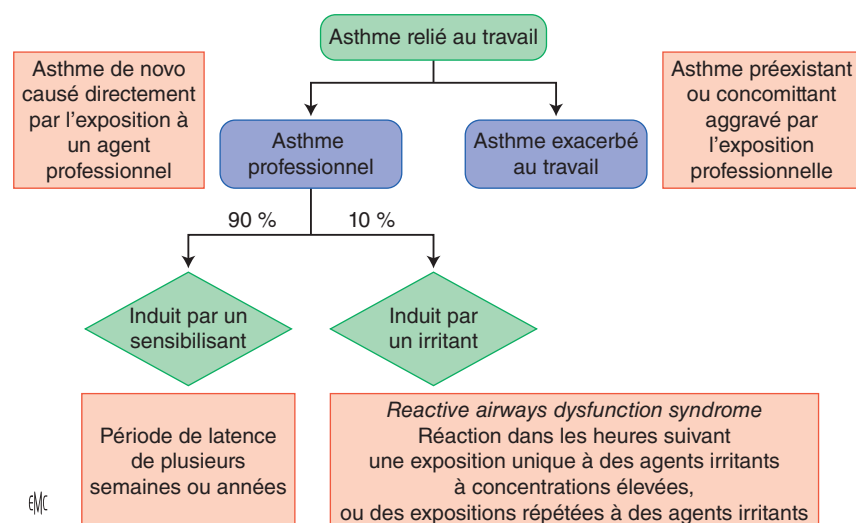 Asthme relié au travail
Asthme de novo
causé directement
par l'exposition à
un agent
professionnel
Asthme
professionnel
Asthme exacerbé
au travail
Asthme préexistant
ou concomittant
aggravé par
l'exposition
professionnelle
90 %
10 %
Induit par un
sensibilisant
Induit par
un irritant
Période de latence
de plusieurs
semaines ou années
Reactive airways dysfunction syndrome
Réaction dans les heures suivant
une exposition unique à des agents irritants
à concentrations élevées,
ou des expositions répétées à des agents irritants
EMC